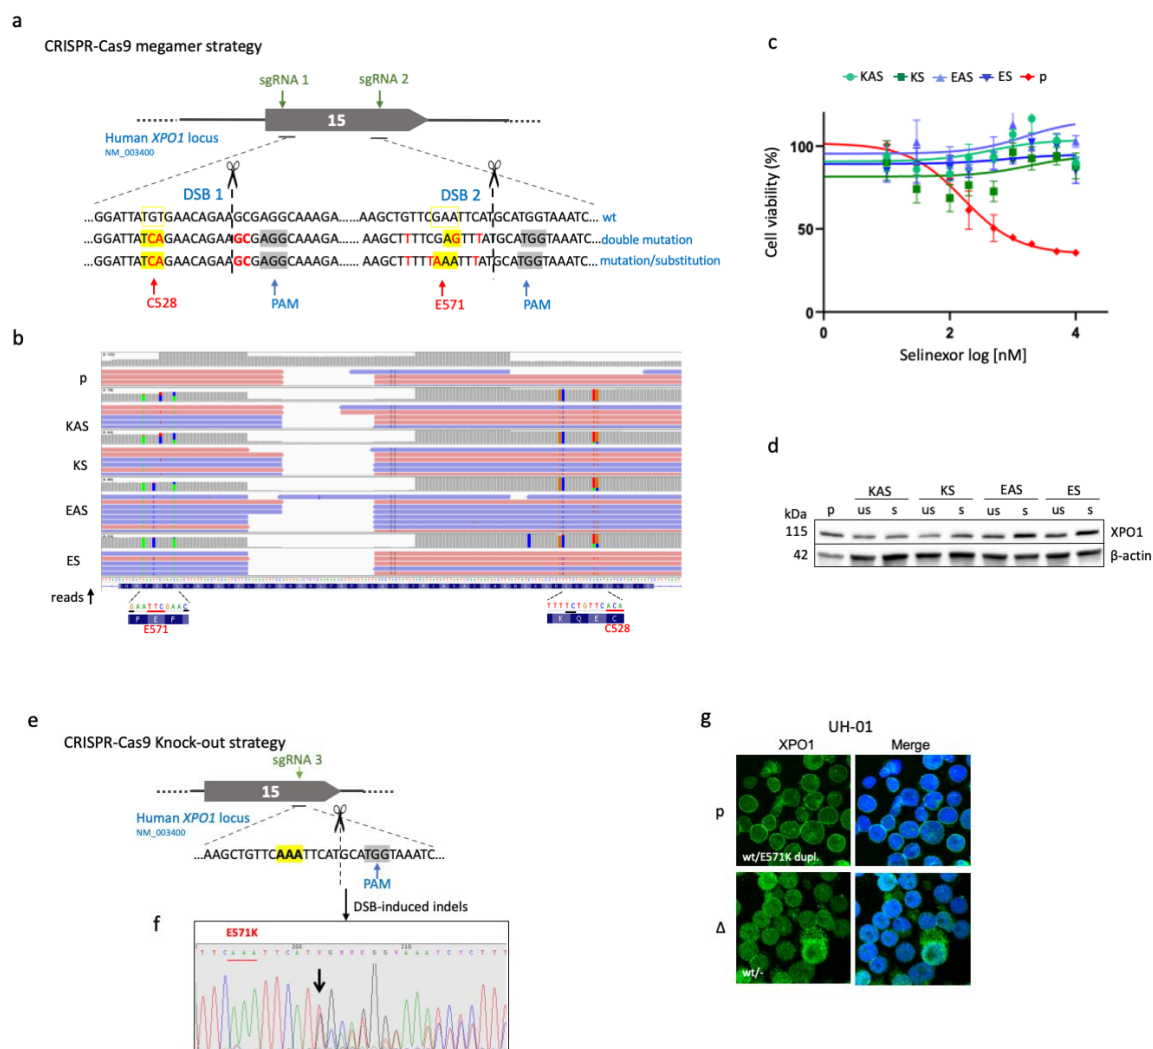 a
CRISPR-Cas9 megamer strategy
sgRNA 1
sgRNA 2
15
Human XPO1 locus
NM_003400
DSB 1
DSB 2
...GGATTATGTGAACAGAAGCGAGGCAAAGA...... AAGCTGTTCGAATTCATGCATGGTAAATC... wt
...GGATTATCAGAACAGAAGCGAGGCAAAGA...... AAGCTTTTCGAGTTTATGCATGGTAAATC... double mutation
...GGATTATCAGAACAGAAGCGAGGCAAAGA...... AAGCTTTTTAAATTTATGCATGGTAAATC... mutation/substitution
C528
PAM
E571
PAM
b
p
KAS
KS
EAS
ES
reads
GAATTCGAAC
F E F
E571
TTTTCTGTTCACA
K Q E C
C528
c
KAS KS EAS ES p
Cell viability (%)
100
50
0
0 2 3 4
Selinexor log [nM]
d
KAS KS EAS ES
kDa p us s us s us s us s
115 XPO1
42 β-actin
e
CRISPR-Cas9 Knock-out strategy
sgRNA 3
15
Human XPO1 locus
NM_003400
...AAGCTGTTCAAATTCATGCATGGTAAATC...
PAM
DSB-induced indels
f
E571K
200
210
g
UH-01
XPO1 Merge
p
wt/E571K dupl.
Δ
wt/-